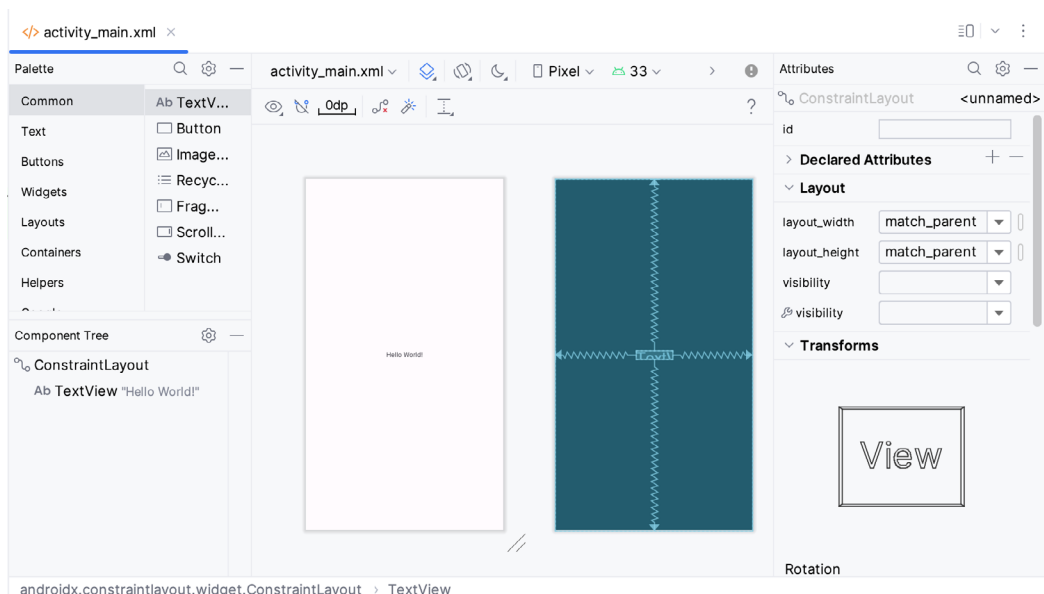 </> activity_main.xml ×
Palette
Common
Text
Buttons
Widgets
Layouts
Containers
Helpers
Ab TextV...
Button
Image...
Recyc...
Frag...
Scroll...
Switch
Component Tree
ConstraintLayout
Ab TextView "Hello World!"
activity_main.xml Pixel 33 >
0dp ?
Hello World!
Attributes
ConstraintLayout <unnamed>
id
Declared Attributes
Layout
layout_width match_parent
layout_height match_parent
visibility
visibility
Transforms
View
Rotation
androidx.constraintlayout.widget.ConstraintLayout > TextView